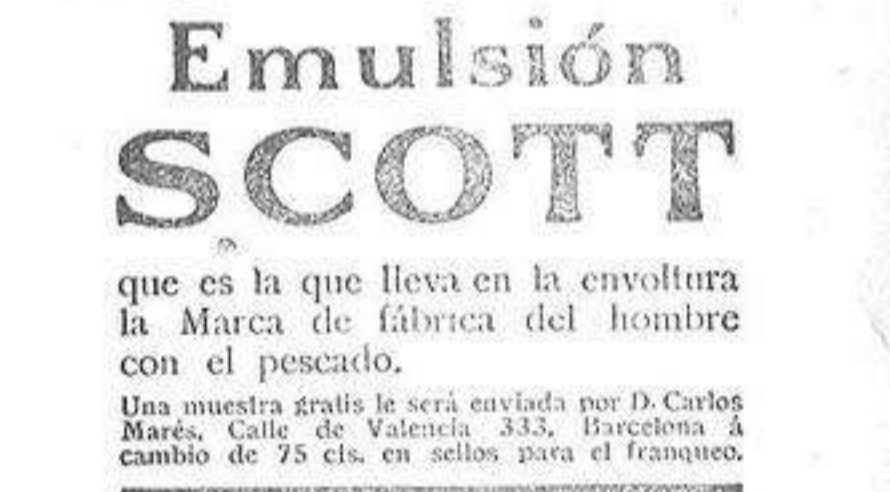 Emulsión
SCOTT
que es la que lleva en la envoltura
la Marca de fábrica del hombre
con el pescado.
Una muestra gratis le será enviada por D. Carlos
Marés, Calle de Valencia 333, Barcelona á
cambio de 75 cts. en sellos para el franqueo.